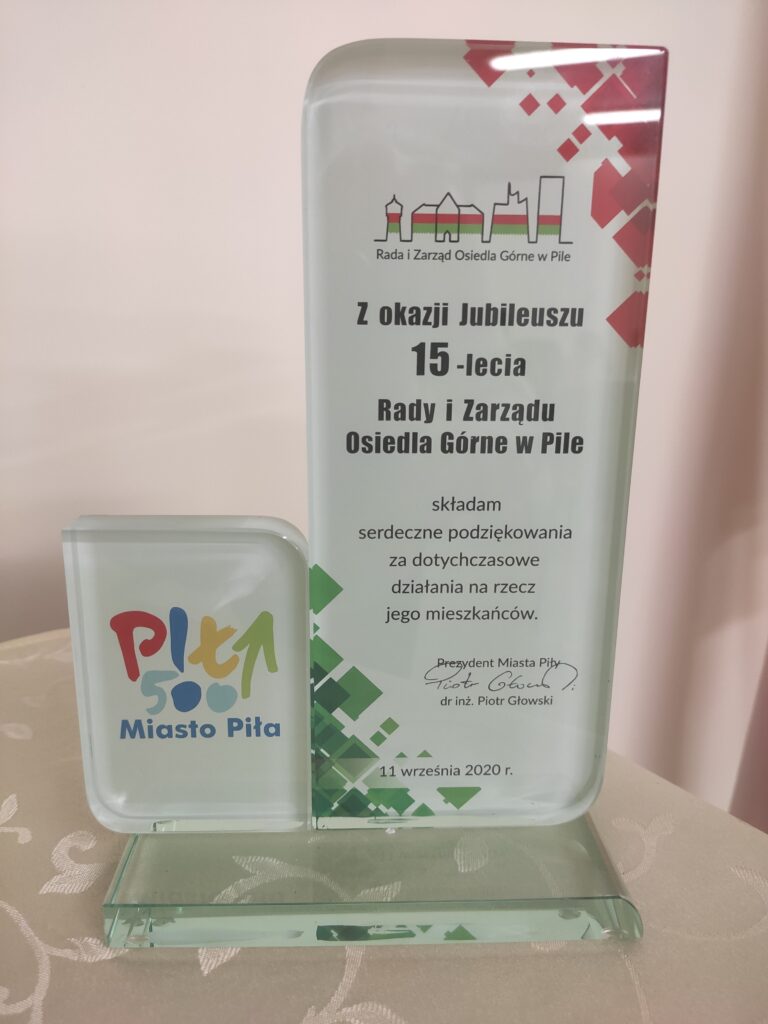 Rada i Zarząd Osiedla Górne w Pile
Z okazji Jubileuszu
15-lecia
Rady i Zarządu
Osiedla Górne w Pile
składam
serdeczne podziękowania
za dotychczasowe
działania na rzecz
jego mieszkańców.
Prezydent Miasta Piły
Piotr Głowski
dr inż. Piotr Głowski
11 września 2020 r.
PIŁA
500
Miasto Piła